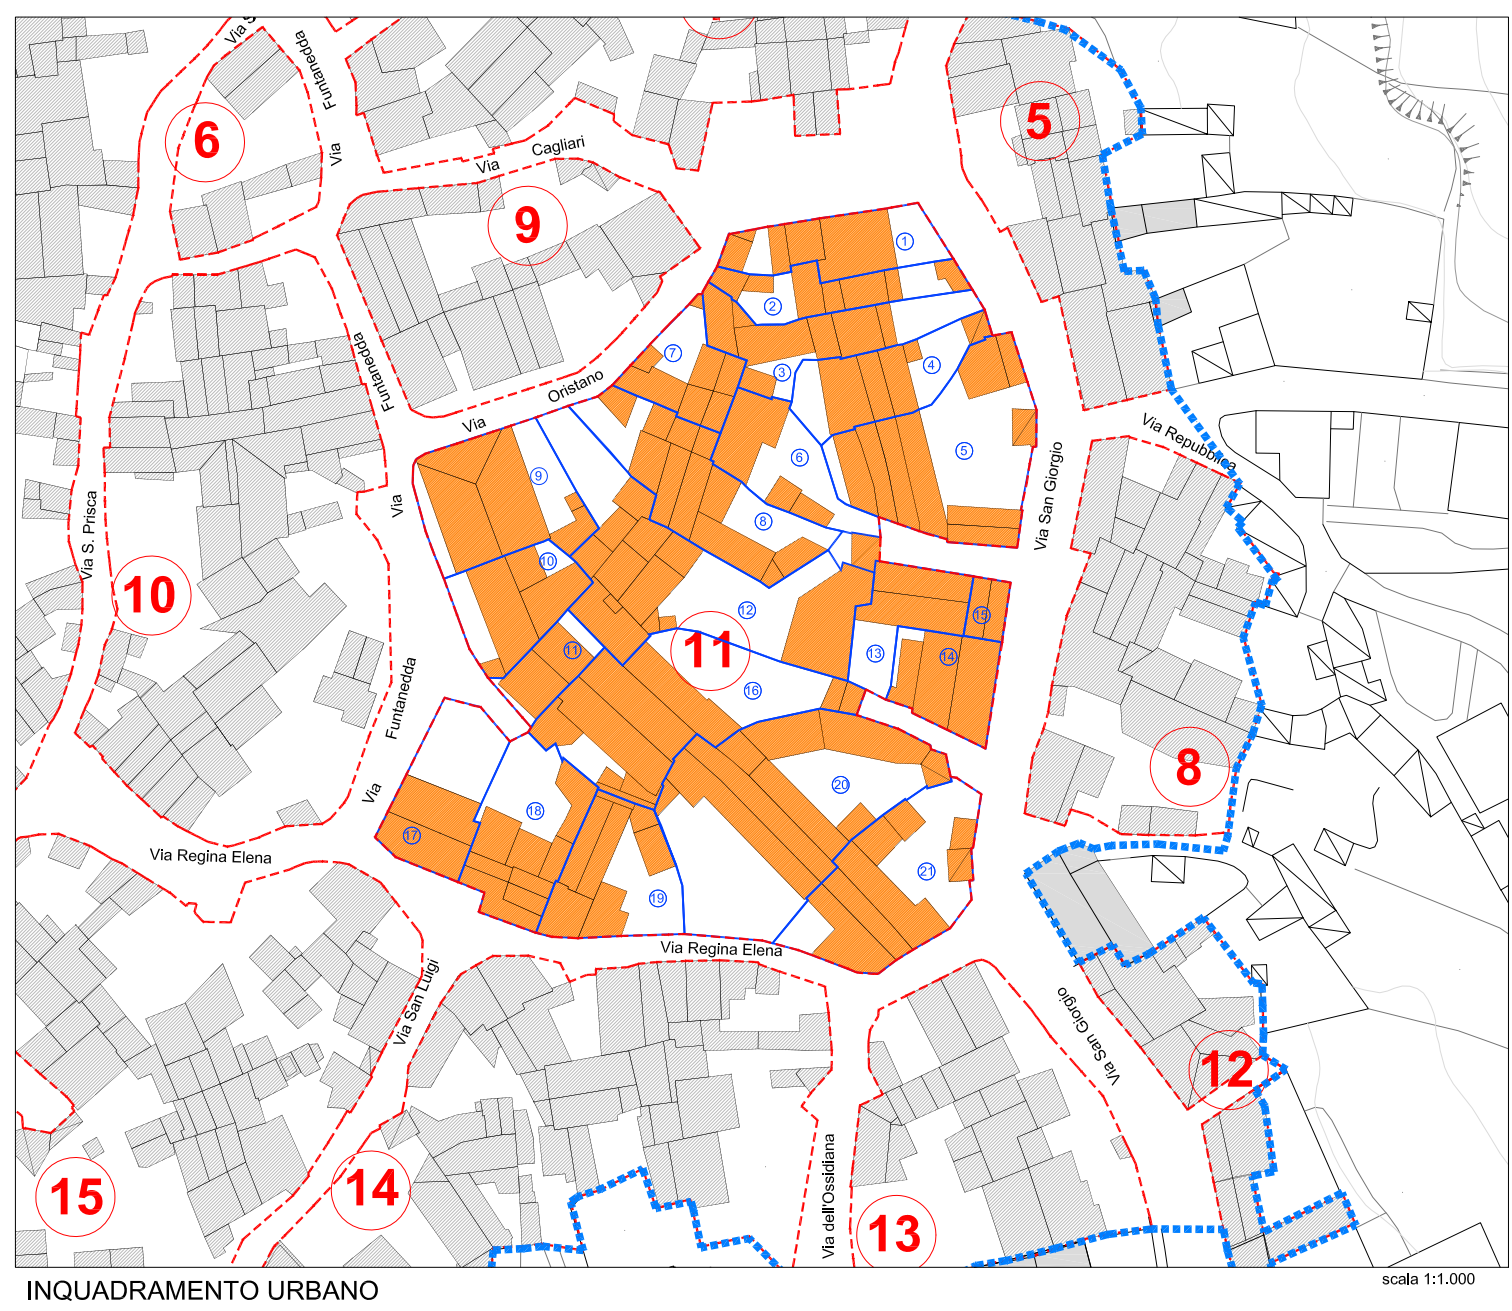 Via S
Funtanedda
Via
6
5
Via
Cagliari
9
1
2
7
3
4
Funtanedda
Via
Oristano
Via Repubblica
Via San Giorgio
5
6
9
Via S. Prisca
Via
8
10
10
12
15
11
13
14
11
16
Funtanedda
Via
8
20
18
17
21
19
Via Regina Elena
Via Regina Elena
Via San Luigi
Via San Giorgio
12
15
14
13
Via dell'Ossidiana
INQUADRAMENTO URBANO
scala 1:1.000